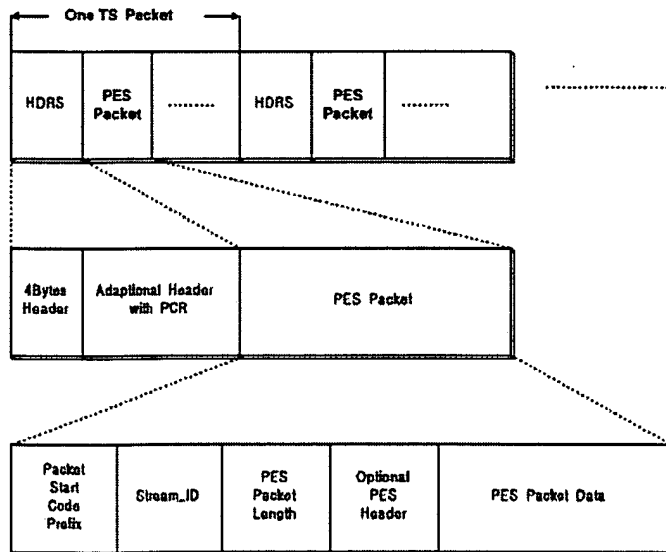 One TS Packet
HDRS
PES
Packet
........
HDRS
PES
Packet
........
4Bytes
Header
Adaptional Header
with PCR
PES Packet
Packet
Start
Code
Prefix
Stream_ID
PES
Packet
Length
Optional
PES
Header
PES Packet Data